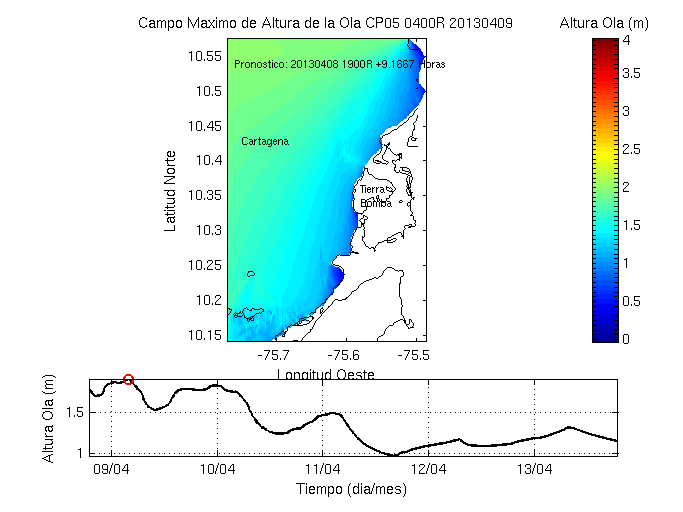 Campo Maximo de Altura de la Ola CP05 0400R 20130409
Altura Ola (m)
Pronostico: 20130408 1900R +9.1667 Horas
Cartagena
Tierra
Bomba
Latitud Norte
10.55
10.5
10.45
10.4
10.35
10.3
10.25
10.2
10.15
-75.7
-75.6
-75.5
Longitud Oeste
4
3.5
3
2.5
2
1.5
1
0.5
0
Altura Ola (m)
1.5
1
09/04
10/04
11/04
12/04
13/04
Tiempo (dia/mes)